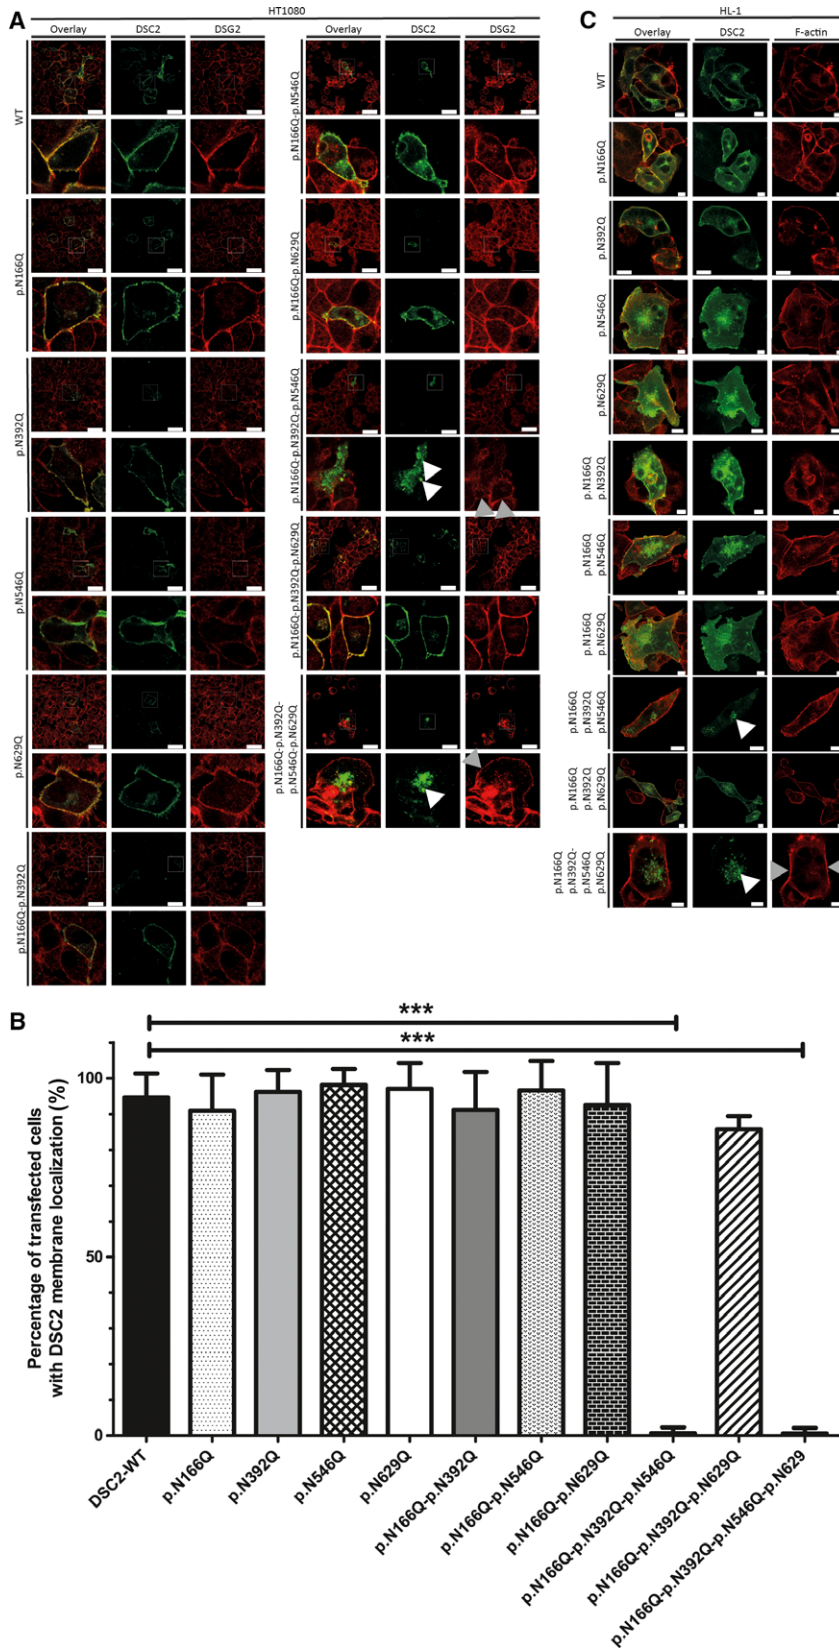 A
HT1080
Overlay DSC2 DSG2
WT
p.N166Q
p.N392Q
p.N546Q
p.N629Q
p.N166Q-p.N392Q
Overlay DSC2 DSG2
p.N166Q-p.N546Q
p.N166Q-p.N629Q
p.N166Q-p.N392Q-p.N546Q
p.N166Q-p.N392Q-p.N629Q
p.N166Q-p.N392Q-
p.N546Q-p.N629Q
C
HL-1
Overlay DSC2 F-actin
WT
p.N166Q
p.N392Q
p.N546Q
p.N629Q
p.N166Q
p.N392Q
p.N166Q
p.N546Q
p.N166Q
p.N629Q
p.N166Q
p.N392Q
p.N546Q
p.N166Q
p.N392Q
p.N629Q
p.N166Q
p.N392Q-
p.N546Q
p.N629Q
B
***
***
Percentage of transfected cells
with DSC2 membrane localization (%)
100
50
0
DSC2-WT
p.N166Q
p.N392Q
p.N546Q
p.N629Q
p.N166Q-p.N392Q
p.N166Q-p.N546Q
p.N166Q-p.N629Q
p.N166Q-p.N392Q-p.N546Q
p.N166Q-p.N392Q-p.N629Q
p.N166Q-p.N392Q-p.N546Q-p.N629